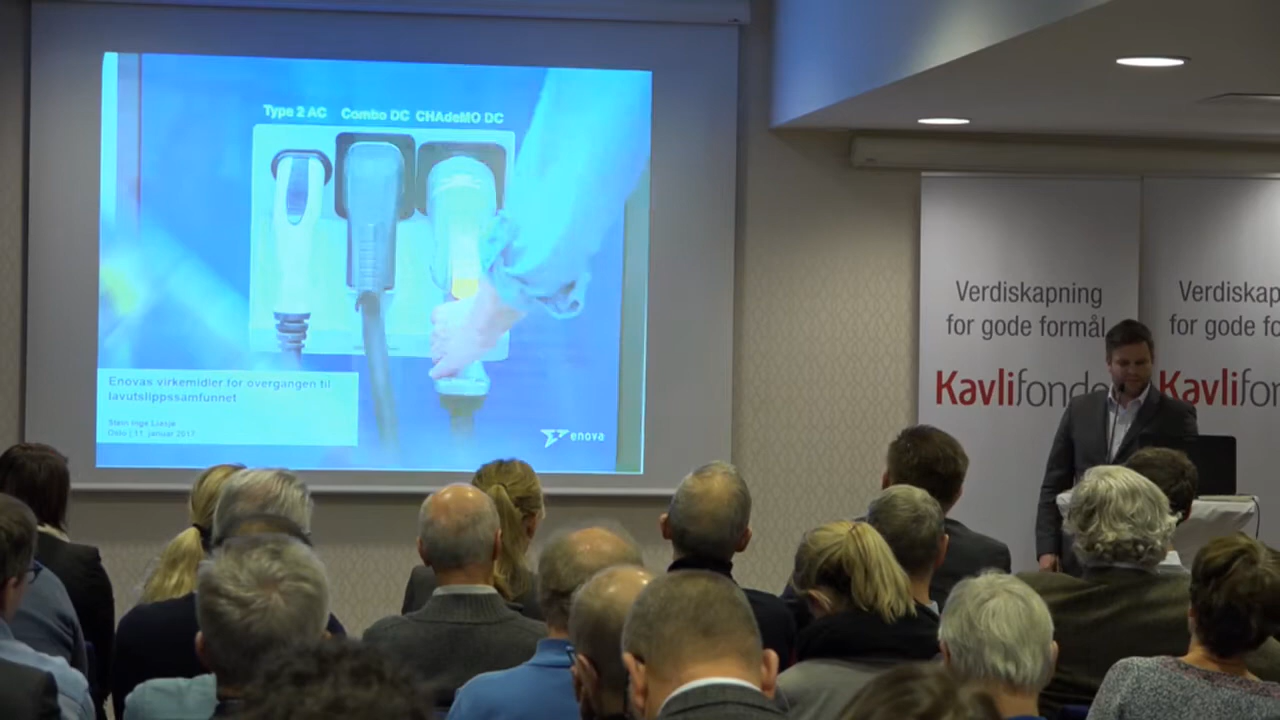 Type 2 AC Combo DC CHAdeMO DC
Enovas virkemidler for overgangen til
lavutslippssamfunnet
Stein Inge Liasjø
Oslo | 11. januar 2017
enova
Verdiskapning
for gode formål
Kavlifonde
Verdiskap
for gode fo
Kavlifon